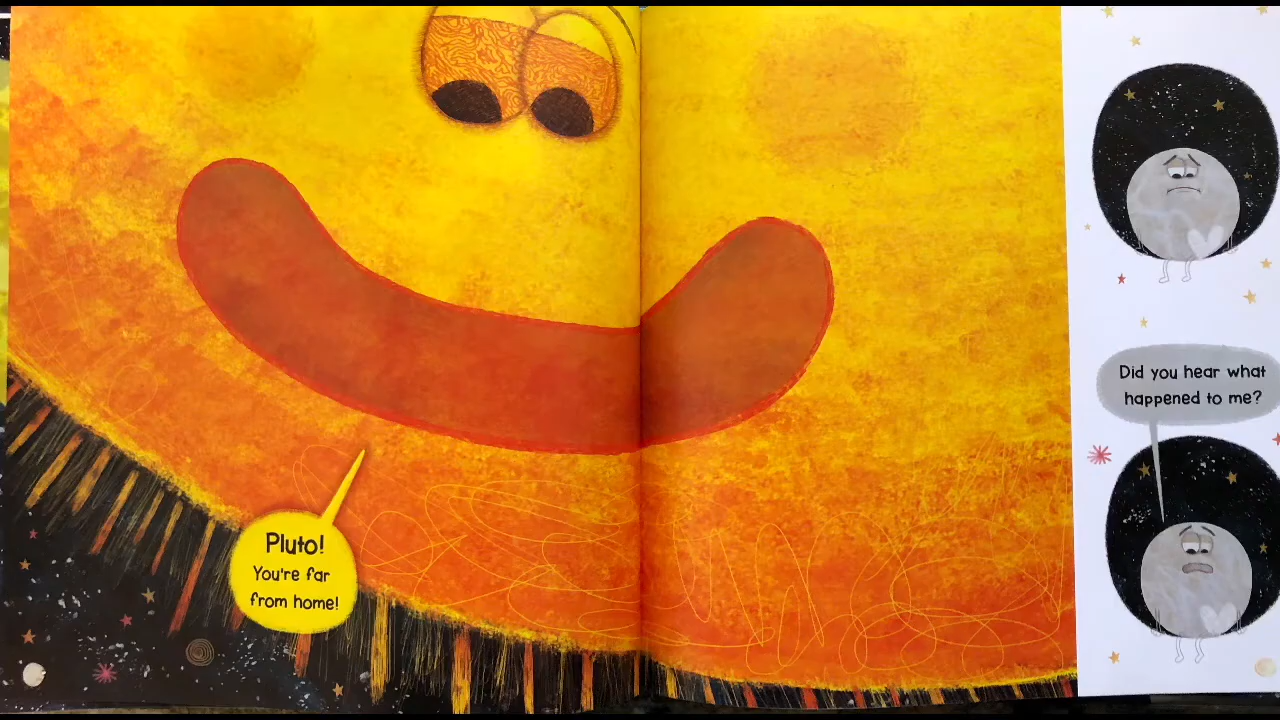 Pluto!
You're far
from home!
Did you hear what
happened to me?